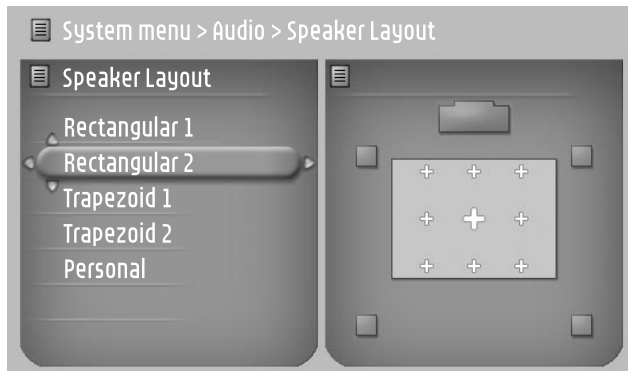 System menu > Audio > Speaker Layout
Speaker Layout
Rectangular 1
Rectangular 2
Trapezoid 1
Trapezoid 2
Personal